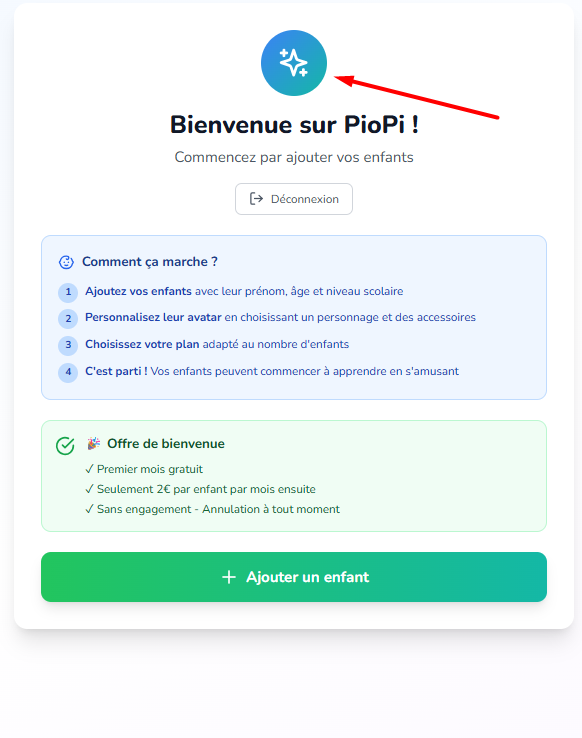 Bienvenue sur PioPi !
Commencez par ajouter vos enfants
Déconnexion
Comment ça marche ?
1 Ajoutez vos enfants avec leur prénom, âge et niveau scolaire
2 Personnalisez leur avatar en choisissant un personnage et des accessoires
3 Choisissez votre plan adapté au nombre d'enfants
4 C'est parti ! Vos enfants peuvent commencer à apprendre en s'amusant
🎉 Offre de bienvenue
✓ Premier mois gratuit
✓ Seulement 2€ par enfant par mois ensuite
✓ Sans engagement - Annulation à tout moment
+ Ajouter un enfant